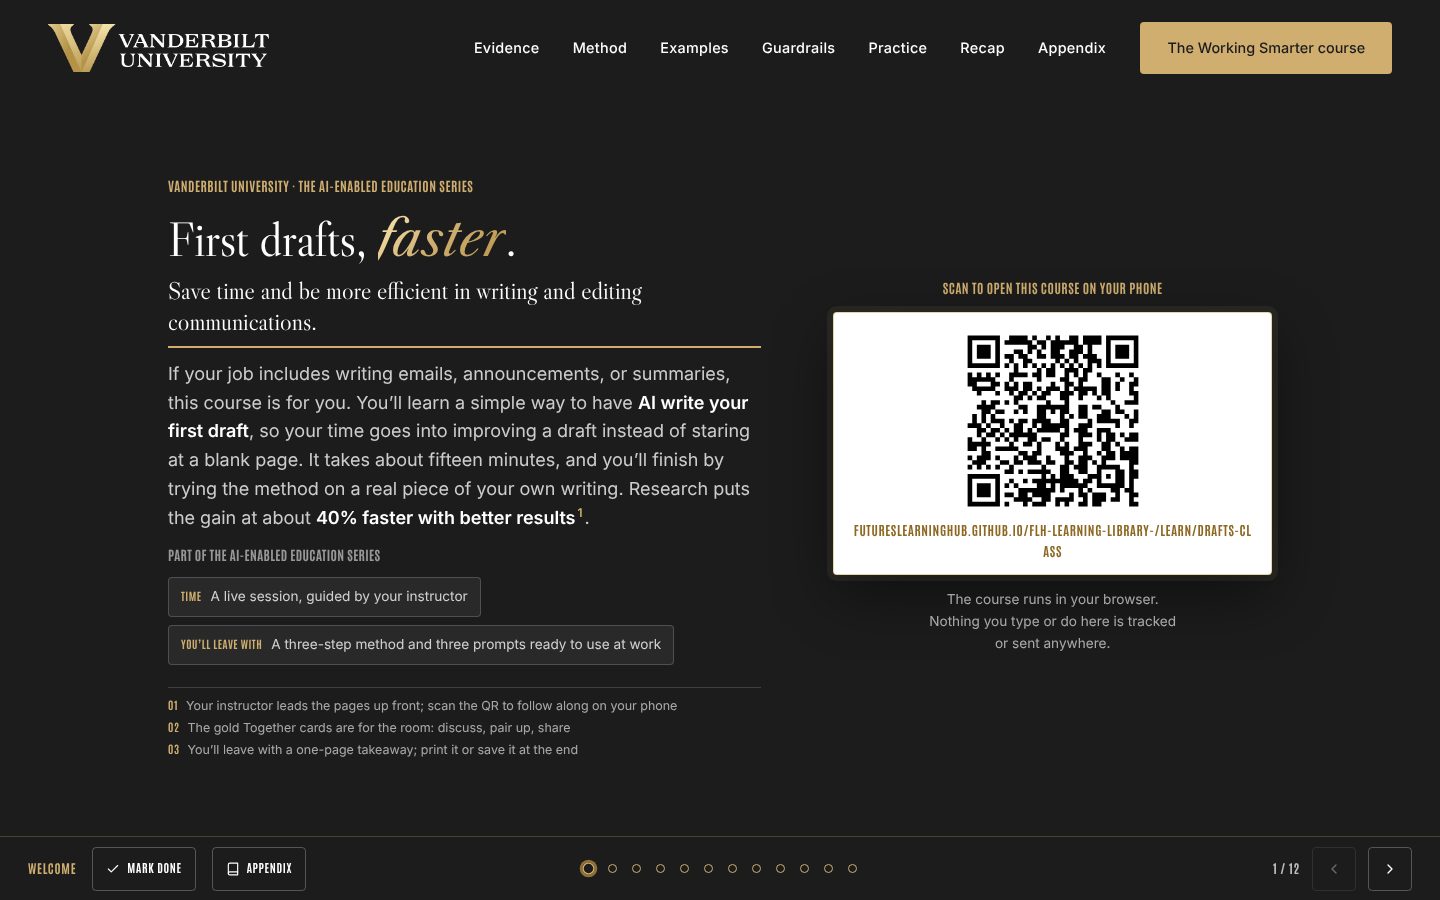 VANDERBILT
UNIVERSITY
Evidence
Method
Examples
Guardrails
Practice
Recap
Appendix
The Working Smarter course
VANDERBILT UNIVERSITY · THE AI-ENABLED EDUCATION SERIES
First drafts, faster.
Save time and be more efficient in writing and editing
communications.
If your job includes writing emails, announcements, or summaries,
this course is for you. You’ll learn a simple way to have AI write your
first draft, so your time goes into improving a draft instead of staring
at a blank page. It takes about fifteen minutes, and you’ll finish by
trying the method on a real piece of your own writing. Research puts
the gain at about 40% faster with better results1.
PART OF THE AI-ENABLED EDUCATION SERIES
TIME A live session, guided by your instructor
YOU’LL LEAVE WITH A three-step method and three prompts ready to use at work
01 Your instructor leads the pages up front; scan the QR to follow along on your phone
02 The gold Together cards are for the room: discuss, pair up, share
03 You’ll leave with a one-page takeaway; print it or save it at the end
SCAN TO OPEN THIS COURSE ON YOUR PHONE
FUTURESLEARNINGHUB.GITHUB.IO/FLH-LEARNING-LIBRARY-/LEARN/DRAFTS-CL
ASS
The course runs in your browser.
Nothing you type or do here is tracked
or sent anywhere.
WELCOME
MARK DONE
APPENDIX
1 / 12